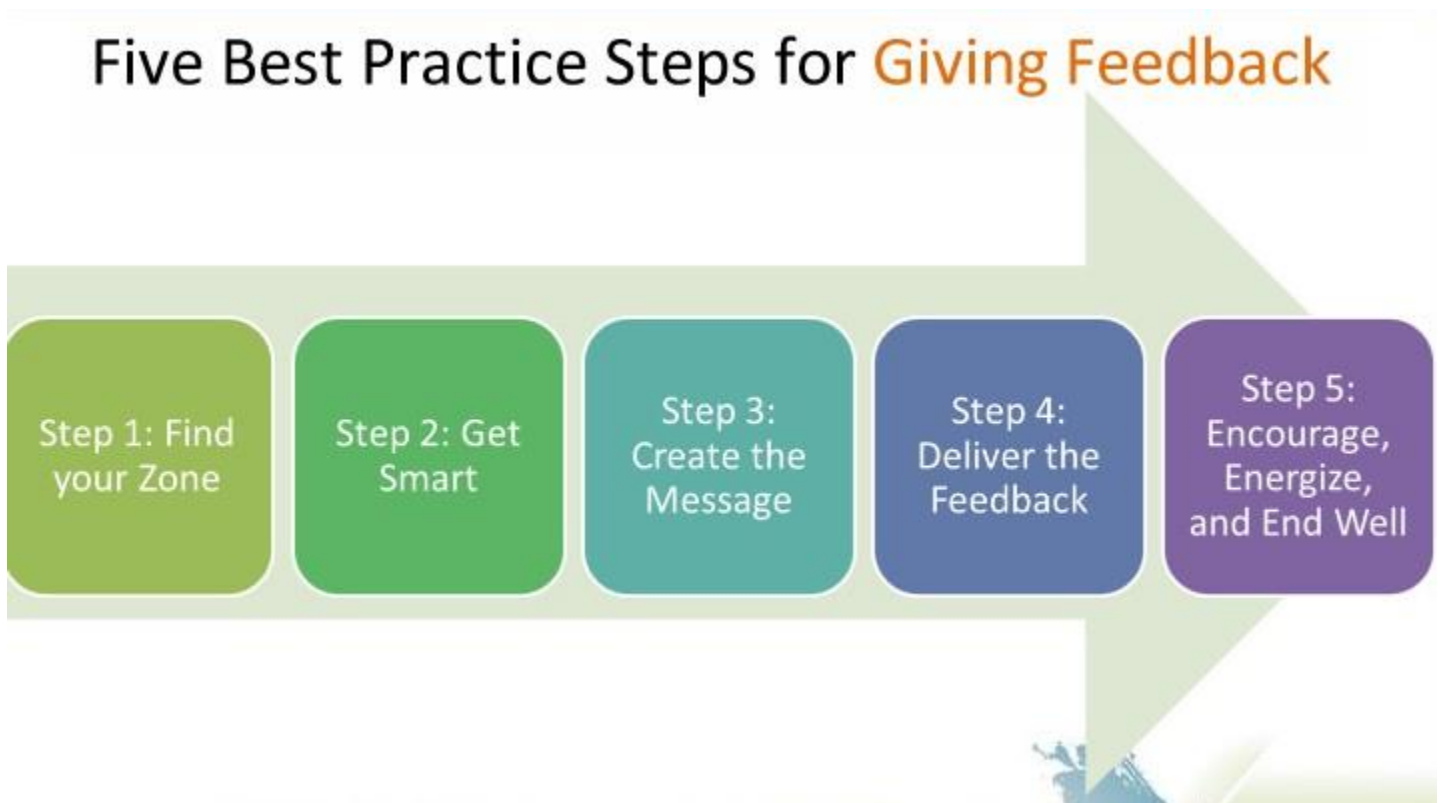 Five Best Practice Steps for Giving Feedback
Step 1: Find
your Zone
Step 2: Get
Smart
Step 3:
Create the
Message
Step 4:
Deliver the
Feedback
Step 5:
Encourage,
Energize,
and End Well